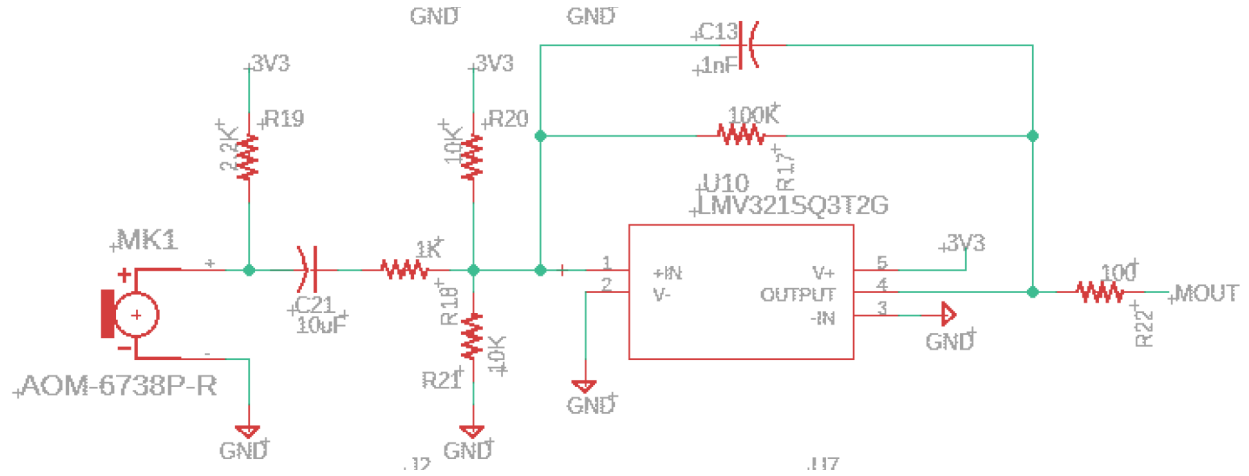 GND
GND
C13
1nF
3V3
3V3
R19
2.2K
R20
10K
100K
R17
U10
LMV321SQ3T2G
MK1
+
+
1K
R18
C21
10uF
1
+IN
2
V-
V+
5
3V3
OUTPUT
4
-IN
3
GND
100
R22
MOUT
-
-
AOM-6738P-R
R21
10K
GND
GND
GND
J2
U7